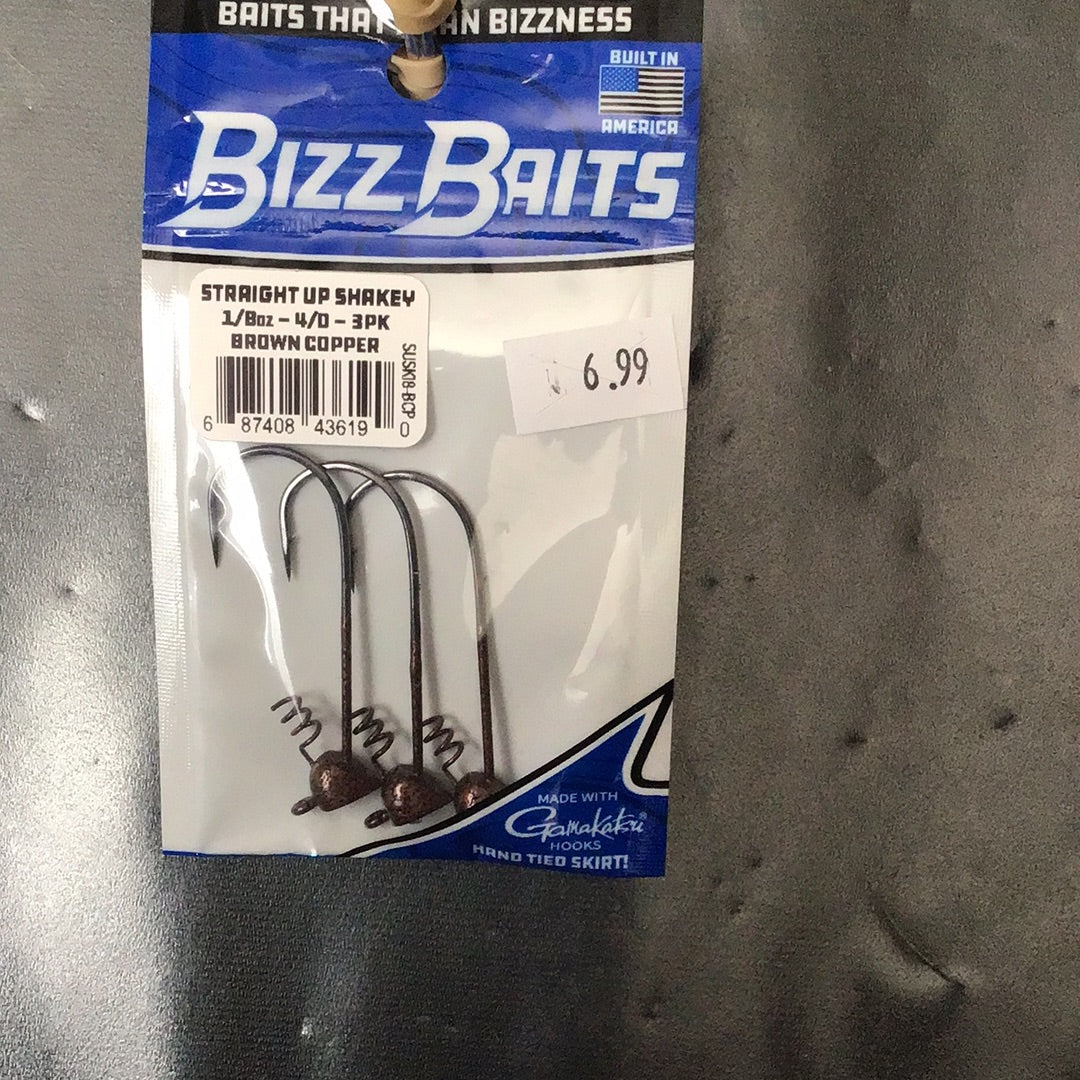 BAITS THAT AN BIZZNESS
BUILT IN
AMERICA
BIZZ BAITS
STRAIGHT UP SHAKEY
1/8oz – 4/0 – 3PK
BROWN COPPER
SUSK18-BCP
6 87408 43619 0
6.99
MADE WITH
Gamakatsu®
HOOKS
HAND TIED SKIRT!